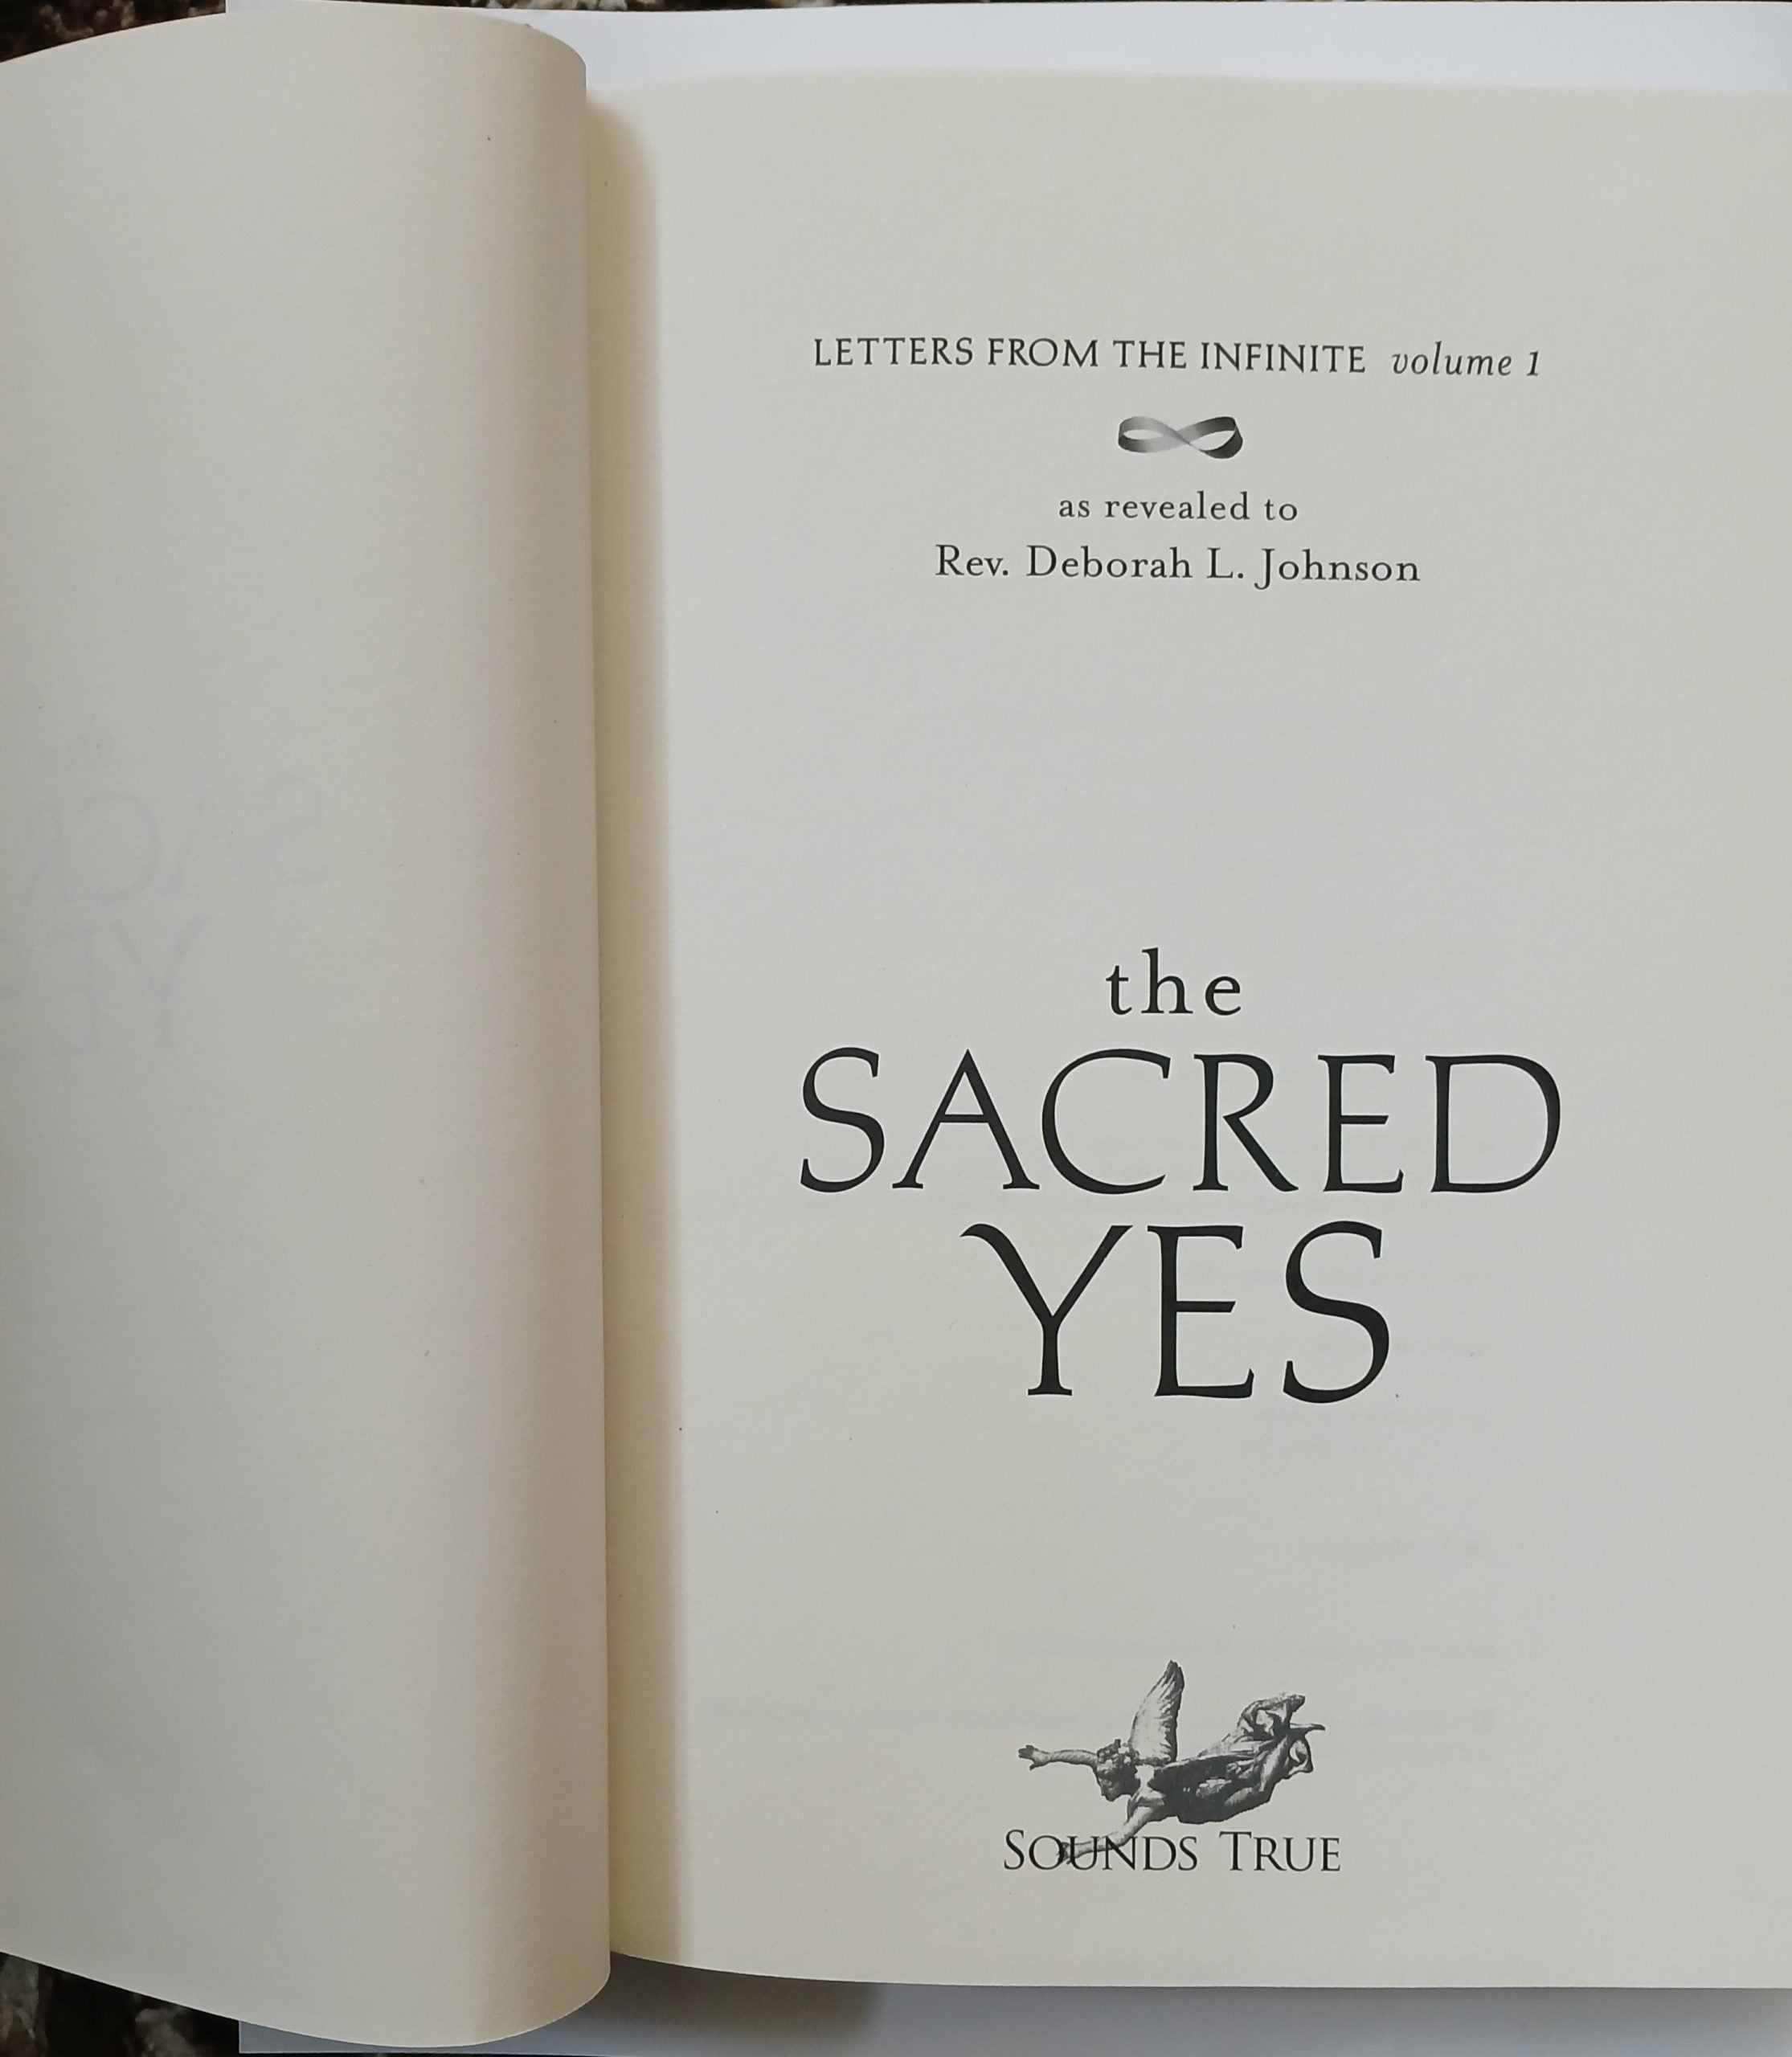 LETTERS FROM THE INFINITE volume 1
as revealed to
Rev. Deborah L. Johnson
the
SACRED
YES
SOUNDS TRUE